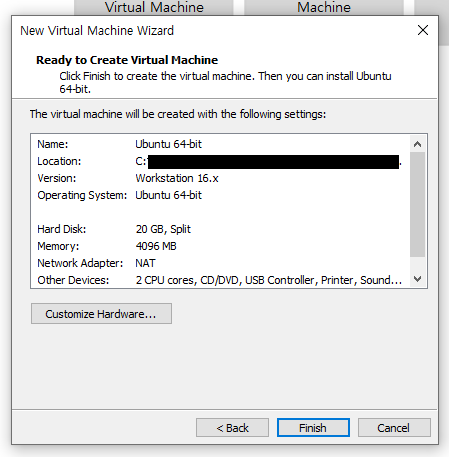 Virtual Machine
Machine
New Virtual Machine Wizard
Ready to Create Virtual Machine
Click Finish to create the virtual machine. Then you can install Ubuntu
64-bit.
The virtual machine will be created with the following settings:
Name: Ubuntu 64-bit
Location: C:
Version: Workstation 16.x
Operating System: Ubuntu 64-bit
Hard Disk: 20 GB, Split
Memory: 4096 MB
Network Adapter: NAT
Other Devices: 2 CPU cores, CD/DVD, USB Controller, Printer, Sound...
Customize Hardware...
< Back
Finish
Cancel